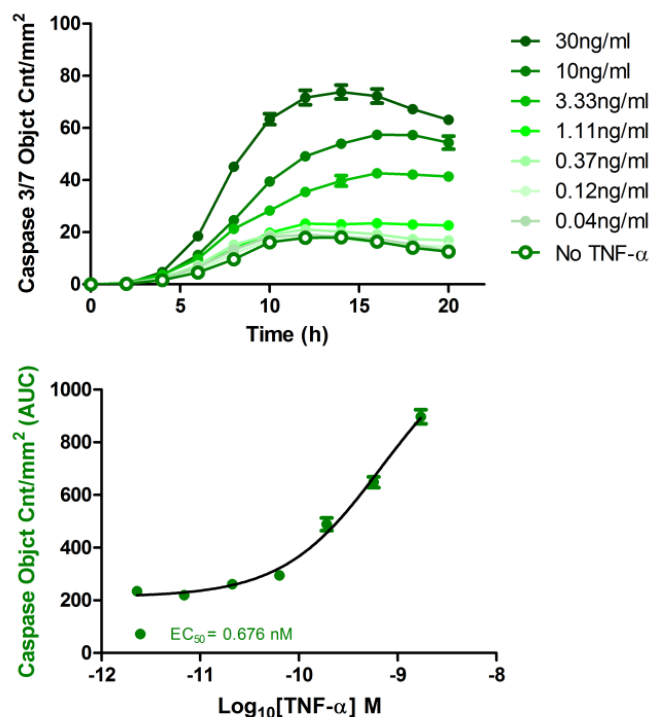 100
80
60
40
20
0
Caspase 3/7 Objct Cnt/mm²
0 5 10 15 20
Time (h)
30ng/ml
10ng/ml
3.33ng/ml
1.11ng/ml
0.37ng/ml
0.12ng/ml
0.04ng/ml
No TNF-α
1000
800
600
400
200
0
Caspase Objct Cnt/mm² (AUC)
EC₅₀ = 0.676 nM
-12 -11 -10 -9 -8
Log₁₀[TNF-α] M